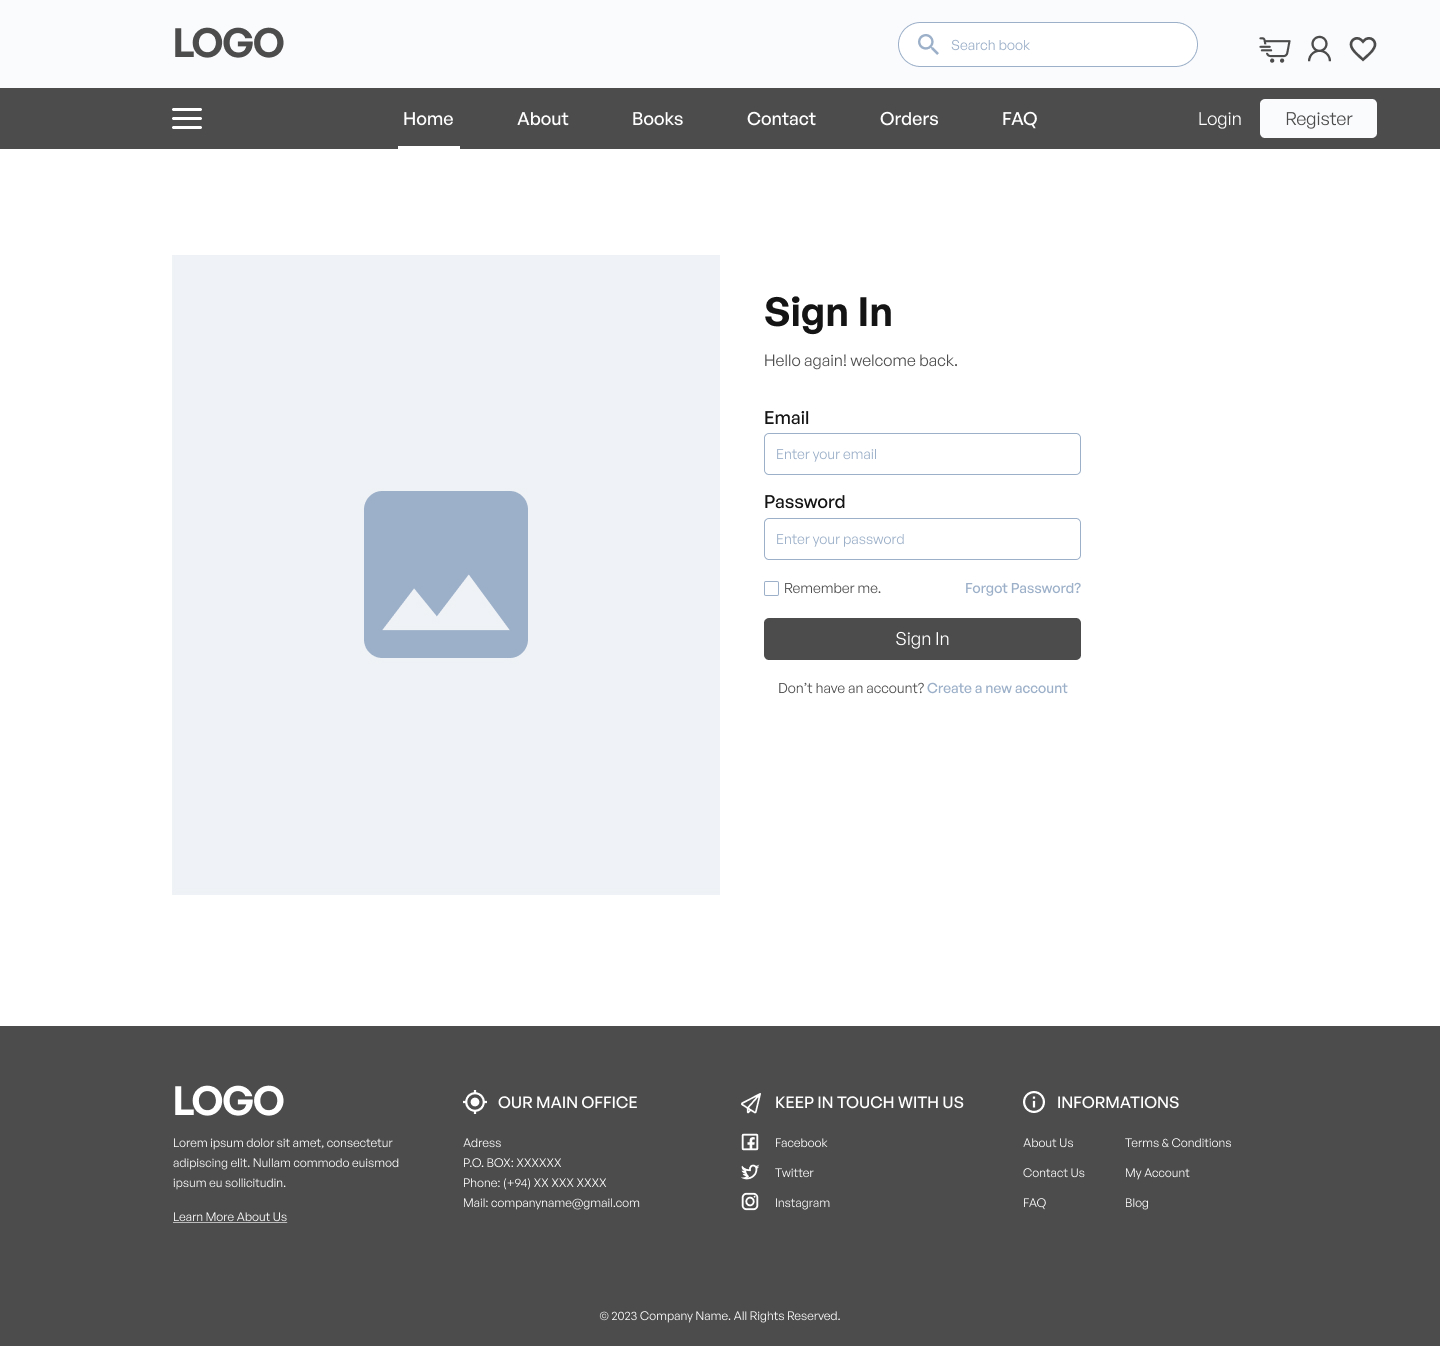 LOGO
Search book
Home
About
Books
Contact
Orders
FAQ
Login
Register
Sign In
Hello again! welcome back.
Email
Enter your email
Password
Enter your password
Remember me.
Forgot Password?
Sign In
Don’t have an account? Create a new account
LOGO
Lorem ipsum dolor sit amet, consectetur
adipiscing elit. Nullam commodo euismod
ipsum eu sollicitudin.
Learn More About Us
OUR MAIN OFFICE
Adress
P.O. BOX: XXXXXX
Phone: (+94) XX XXX XXXX
Mail: companyname@gmail.com
KEEP IN TOUCH WITH US
Facebook
Twitter
Instagram
INFORMATIONS
About Us
Contact Us
FAQ
Terms & Conditions
My Account
Blog
© 2023 Company Name. All Rights Reserved.